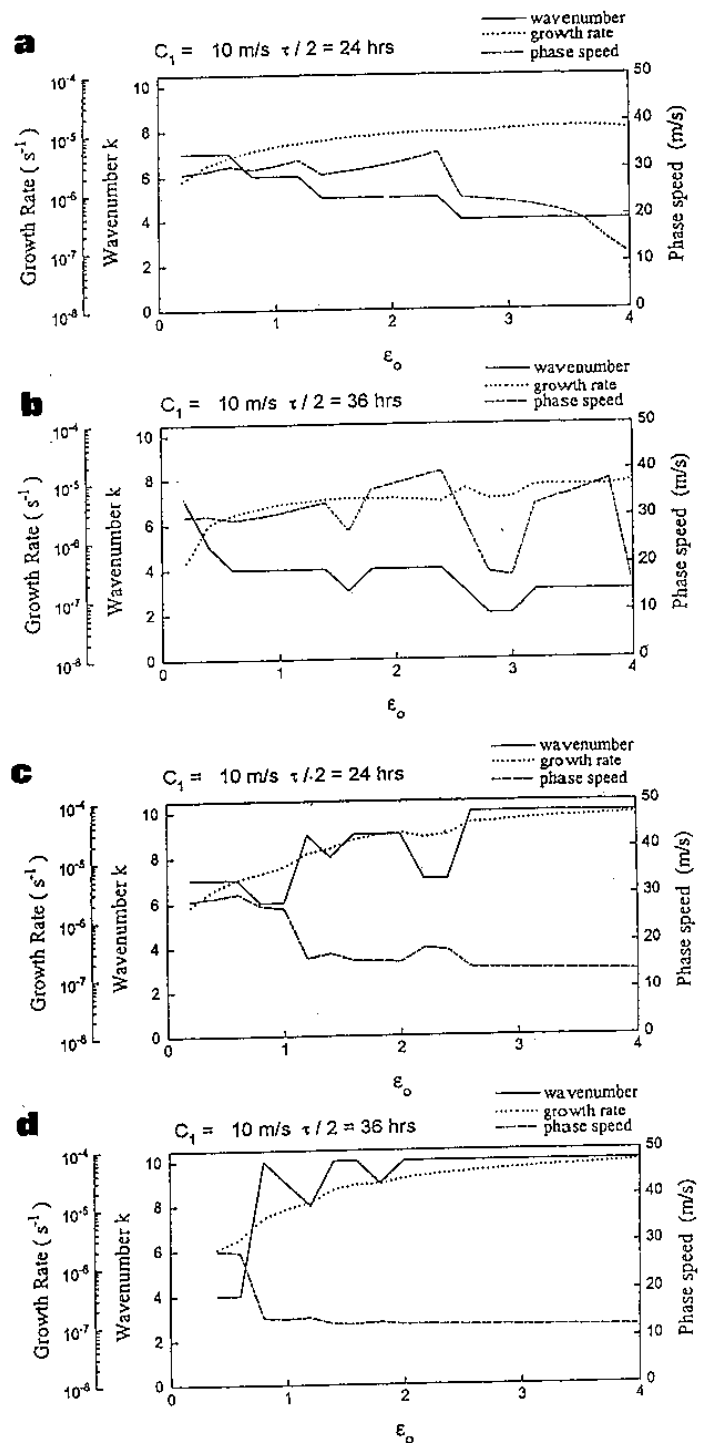 a
C1 = 10 m/s τ / 2 = 24 hrs
wavenumber
growth rate
phase speed
Growth Rate ( s-1 )
10-4
10-5
10-6
10-7
10-8
Wavenumber k
10
8
6
4
2
0
0 1 2 3 4
εo
50
40
30
20
10
0
Phase speed (m/s)
b
C1 = 10 m/s τ / 2 = 36 hrs
wavenumber
growth rate
phase speed
Growth Rate ( s-1 )
10-4
10-5
10-6
10-7
10-8
Wavenumber k
10
8
6
4
2
0
0 1 2 3 4
εo
50
40
30
20
10
0
Phase speed (m/s)
c
C1 = 10 m/s τ /. 2 = 24 hrs
wavenumber
growth rate
phase speed
Growth Rate ( s-1 )
10-4
10-5
10-6
10-7
10-8
Wavenumber k
10
8
6
4
2
0
0 1 2 3 4
εo
50
40
30
20
10
0
Phase speed (m/s)
d
C1 = 10 m/s τ / 2 = 36 hrs
wavenumber
growth rate
phase speed
Growth Rate ( s-1 )
10-4
10-5
10-6
10-7
10-8
Wavenumber k
10
8
6
4
2
0
0 1 2 3 4
εo
50
40
30
20
10
0
Phase speed (m/s)